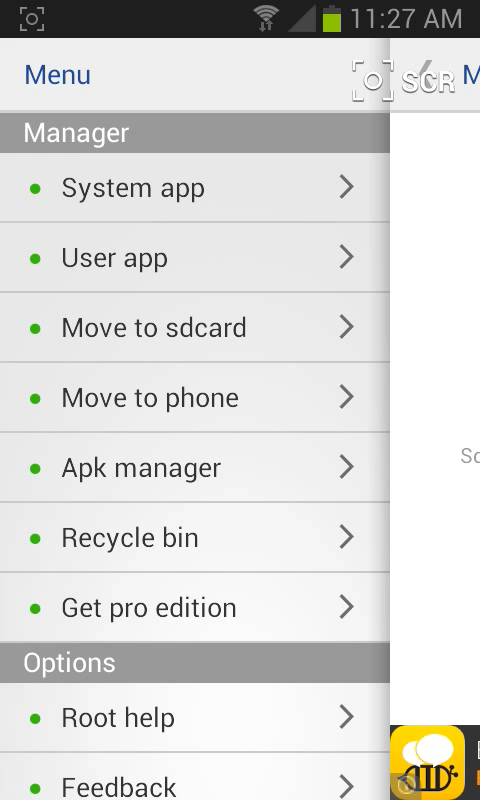 11:27 AM
Menu
SCR
M
Manager
System app
User app
Move to sdcard
Move to phone
Apk manager
Recycle bin
Get pro edition
Options
Root help
Feedback